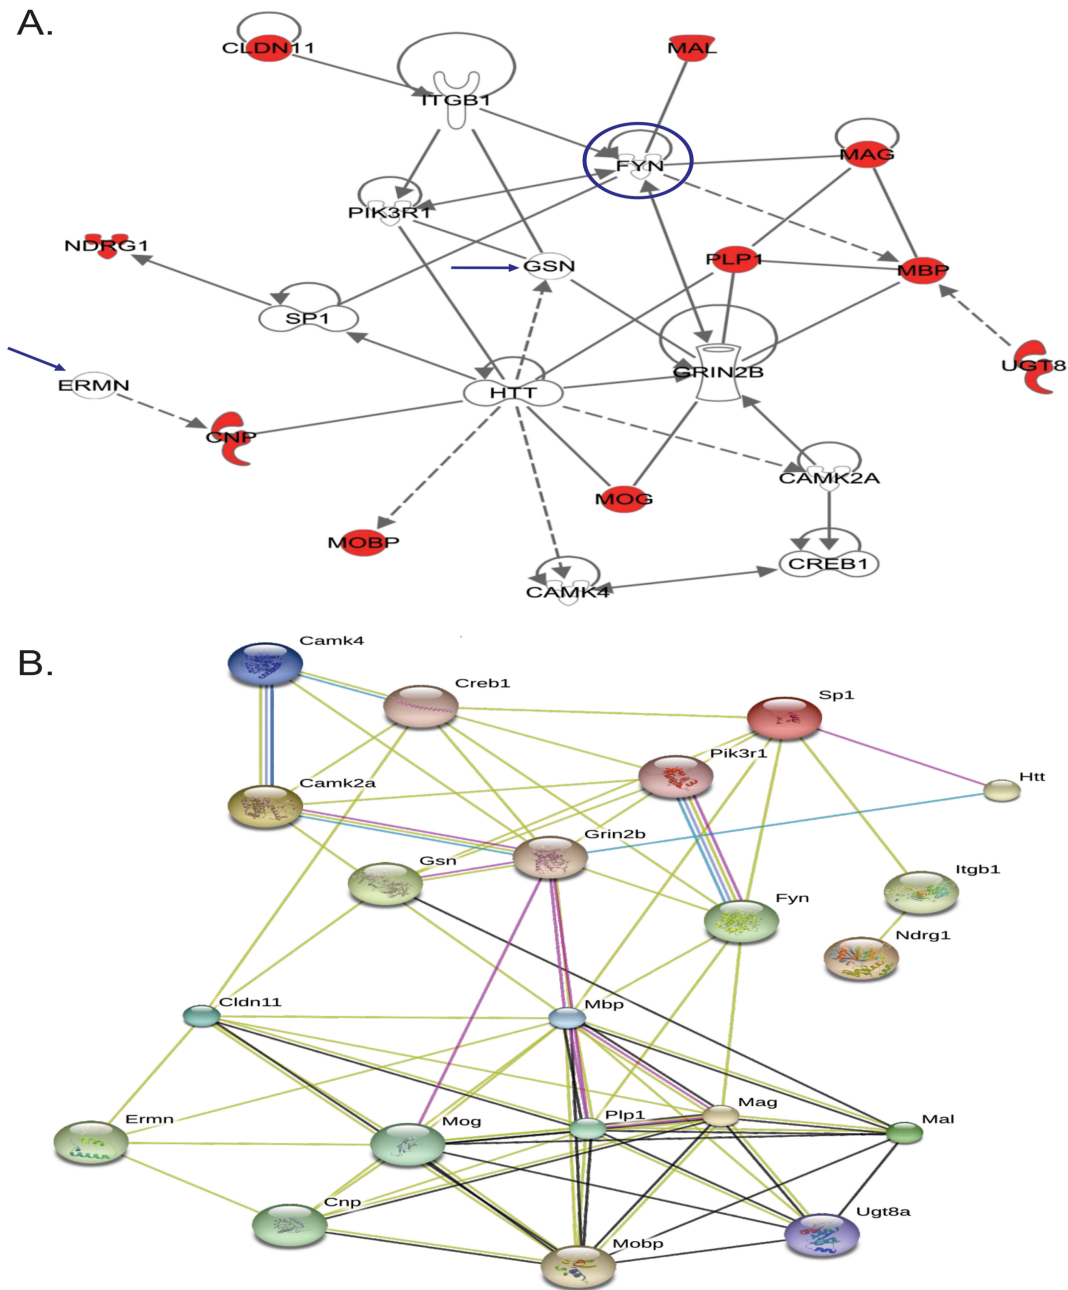 A.
CLDN11
MAL
ITGB1
FYN
MAG
PIK3R1
NDRG1
GSN
PLP1
MBP
SP1
UGT8
ERMN
GRIN2B
HTT
CNP
CAMK2A
MOG
MOBP
CREB1
CAMK4
B.
Camk4
Creb1
Sp1
Pik3r1
Htt
Camk2a
Grin2b
Gsn
Itgb1
Fyn
Ndrg1
Cldn11
Mbp
Ermn
Mog
Plp1
Mag
Mal
Cnp
Ugt8a
Mobp